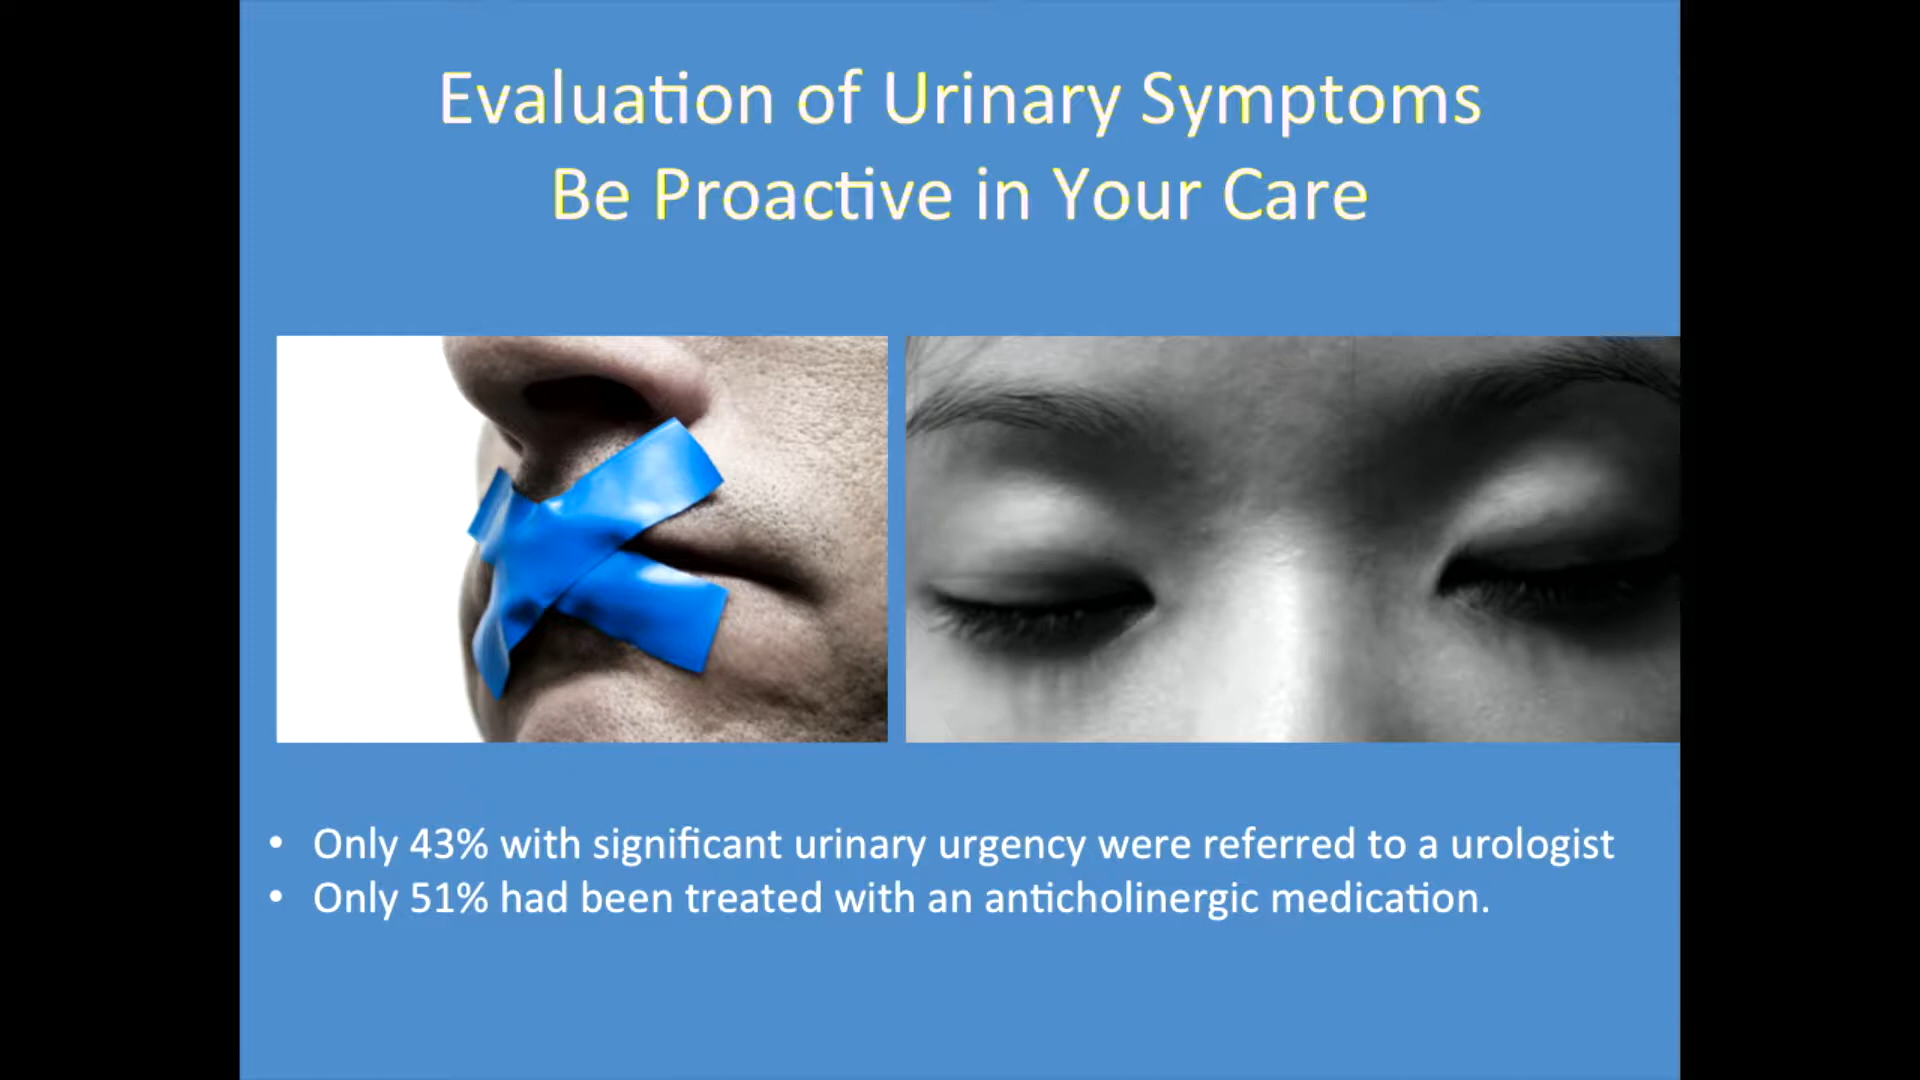 Evaluation of Urinary Symptoms
Be Proactive in Your Care
• Only 43% with significant urinary urgency were referred to a urologist
• Only 51% had been treated with an anticholinergic medication.